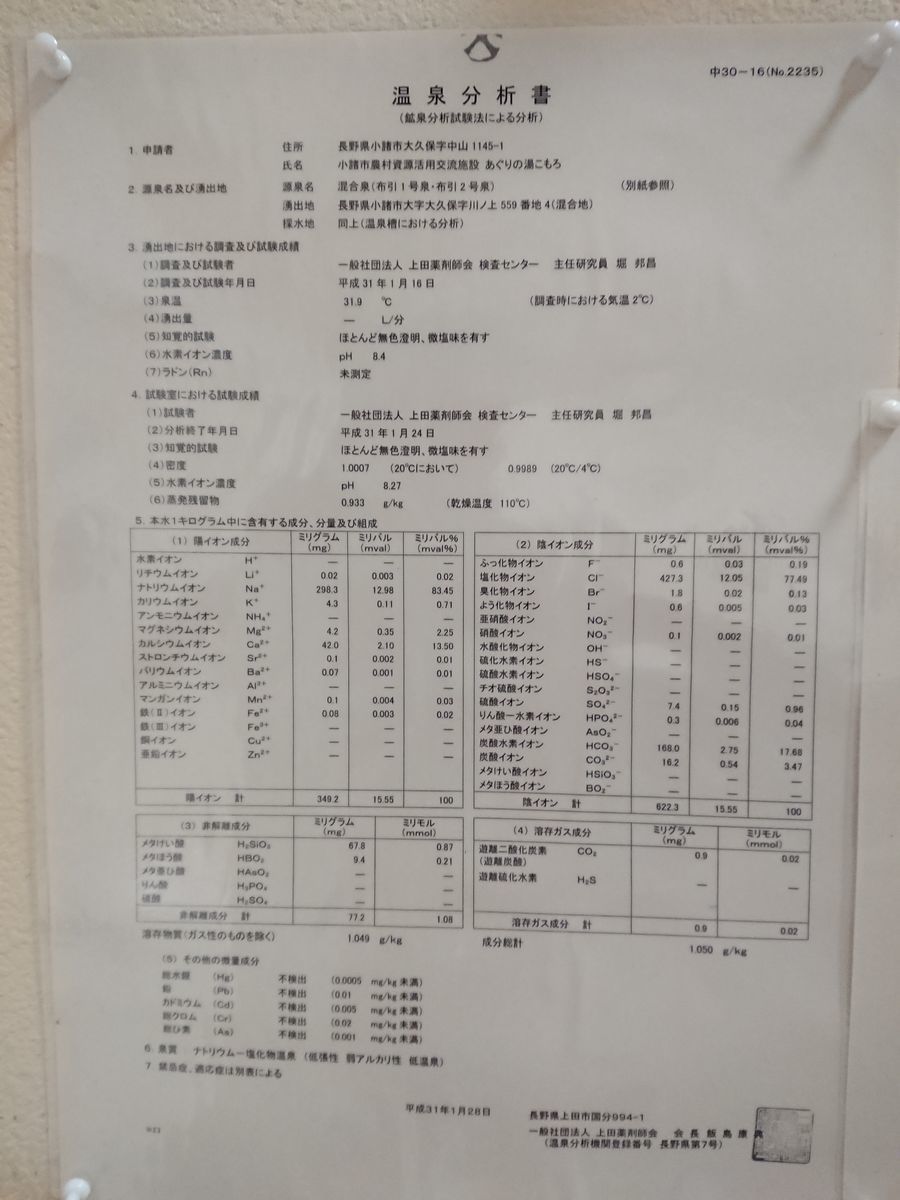 中30-16(No.2235)
温泉分析書
(鉱泉分析試験法による分析)
1. 申請者 住所 長野県小諸市大久保字中山 1145-1
氏名 小諸市農村資源活用交流施設 あぐりの湯こもろ
2. 源泉名及び湧出地 源泉名 混合泉(布引1号泉・布引2号泉) (別紙参照)
湧出地 長野県小諸市大字大久保字川ノ上 559 番地 4(混合地)
採水地 同上(温泉槽における分析)
3. 湧出地における調査及び試験成績
(1)調査及び試験者 一般社団法人 上田薬剤師会 検査センター 主任研究員 堀 邦昌
(2)調査及び試験年月日 平成 31 年 1 月 16 日
(3)泉温 31.9 ℃ (調査時における気温 2℃)
(4)湧出量 — L/分
(5)知覚的試験 ほとんど無色澄明、微塩味を有す
(6)水素イオン濃度 pH 8.4
(7)ラドン(Rn) 未測定
4. 試験室における試験成績
(1)試験者 一般社団法人 上田薬剤師会 検査センター 主任研究員 堀 邦昌
(2)分析終了年月日 平成 31 年 1 月 24 日
(3)知覚的試験 ほとんど無色澄明、微塩味を有す
(4)密度 1.0007 (20℃において) 0.9989 (20℃/4℃)
(5)水素イオン濃度 pH 8.27
(6)蒸発残留物 0.933 g/kg (乾燥温度 110℃)
5. 本水1キログラム中に含有する成分、分量及び組成
(1) 陽イオン成分 ミリグラム(mg) ミリバル(mval) ミリバル%(mval%)
水素イオン H⁺ — — —
リチウムイオン Li⁺ 0.02 0.003 0.02
ナトリウムイオン Na⁺ 298.3 12.98 83.45
カリウムイオン K⁺ 4.3 0.11 0.71
アンモニウムイオン NH₄⁺ — — —
マグネシウムイオン Mg²⁺ 4.2 0.35 2.25
カルシウムイオン Ca²⁺ 42.0 2.10 13.50
ストロンチウムイオン Sr²⁺ 0.1 0.002 0.01
バリウムイオン Ba²⁺ 0.07 0.001 0.01
アルミニウムイオン Al³⁺ — — —
マンガンイオン Mn²⁺ 0.1 0.004 0.03
鉄(Ⅱ)イオン Fe²⁺ 0.08 0.003 0.02
鉄(Ⅲ)イオン Fe³⁺ — — —
銅イオン Cu²⁺ — — —
亜鉛イオン Zn²⁺ — — —
陽イオン 計 349.2 15.55 100
(2) 陰イオン成分 ミリグラム(mg) ミリバル(mval) ミリバル%(mval%)
ふっ化物イオン F⁻ 0.6 0.03 0.19
塩化物イオン Cl⁻ 427.3 12.05 77.49
臭化物イオン Br⁻ 1.8 0.02 0.13
よう化物イオン I⁻ 0.6 0.005 0.03
亜硝酸イオン NO₂⁻ — — —
硝酸イオン NO₃⁻ 0.1 0.002 0.01
水酸化物イオン OH⁻ — — —
硫化水素イオン HS⁻ — — —
硫酸水素イオン HSO₄⁻ — — —
チオ硫酸イオン S₂O₃²⁻ — — —
硫酸イオン SO₄²⁻ 7.4 0.15 0.96
りん酸一水素イオン HPO₄²⁻ 0.3 0.006 0.04
メタ亜ひ酸イオン AsO₂⁻ — — —
炭酸水素イオン HCO₃⁻ 168.0 2.75 17.68
炭酸イオン CO₃²⁻ 16.2 0.54 3.47
メタけい酸イオン HSiO₃⁻ — — —
メタほう酸イオン BO₂⁻ — — —
陰イオン 計 622.3 15.55 100
(3) 非解離成分 ミリグラム(mg) ミリモル(mmol)
メタけい酸 H₂SiO₃ 67.8 0.87
メタほう酸 HBO₂ 9.4 0.21
メタ亜ひ酸 HAsO₂ — —
りん酸 H₃PO₄ — —
硫酸 H₂SO₄ — —
非解離成分 計 77.2 1.08
(4) 溶存ガス成分 ミリグラム(mg) ミリモル(mmol)
遊離二酸化炭素 CO₂ 0.9 0.02
(遊離炭酸)
遊離硫化水素 H₂S — —
溶存ガス成分 計 0.9 0.02
溶存物質(ガス性のものを除く) 1.049 g/kg 成分総計 1.050 g/kg
(5) その他の微量成分
総水銀 (Hg) 不検出 (0.0005 mg/kg 未満)
鉛 (Pb) 不検出 (0.01 mg/kg 未満)
カドミウム (Cd) 不検出 (0.005 mg/kg 未満)
総クロム (Cr) 不検出 (0.02 mg/kg 未満)
総ひ素 (As) 不検出 (0.001 mg/kg 未満)
6. 泉質 ナトリウム-塩化物温泉 (低張性 弱アルカリ性 低温泉)
7. 禁忌症、適応症は別表による
平成31年1月28日 長野県上田市国分994-1
一般社団法人 上田薬剤師会 会長 飯島康典
(温泉分析機関登録番号 長野県第7号)